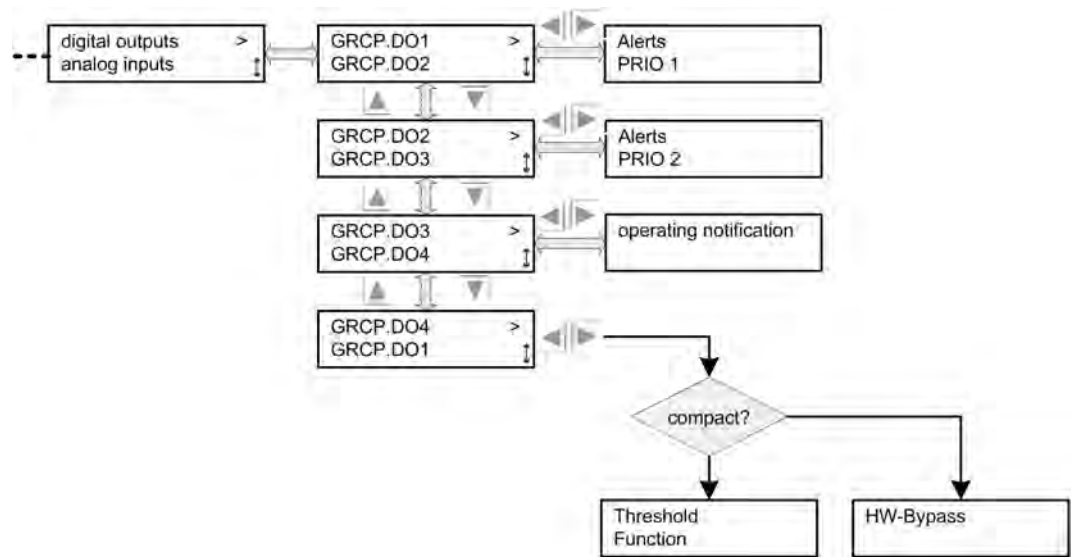 digital outputs >
analog inputs
GRCP.DO1 >
GRCP.DO2
Alerts
PRIO 1
GRCP.DO2 >
GRCP.DO3
Alerts
PRIO 2
GRCP.DO3 >
GRCP.DO4
operating notification
GRCP.DO4 >
GRCP.DO1
compact?
Threshold
Function
HW-Bypass